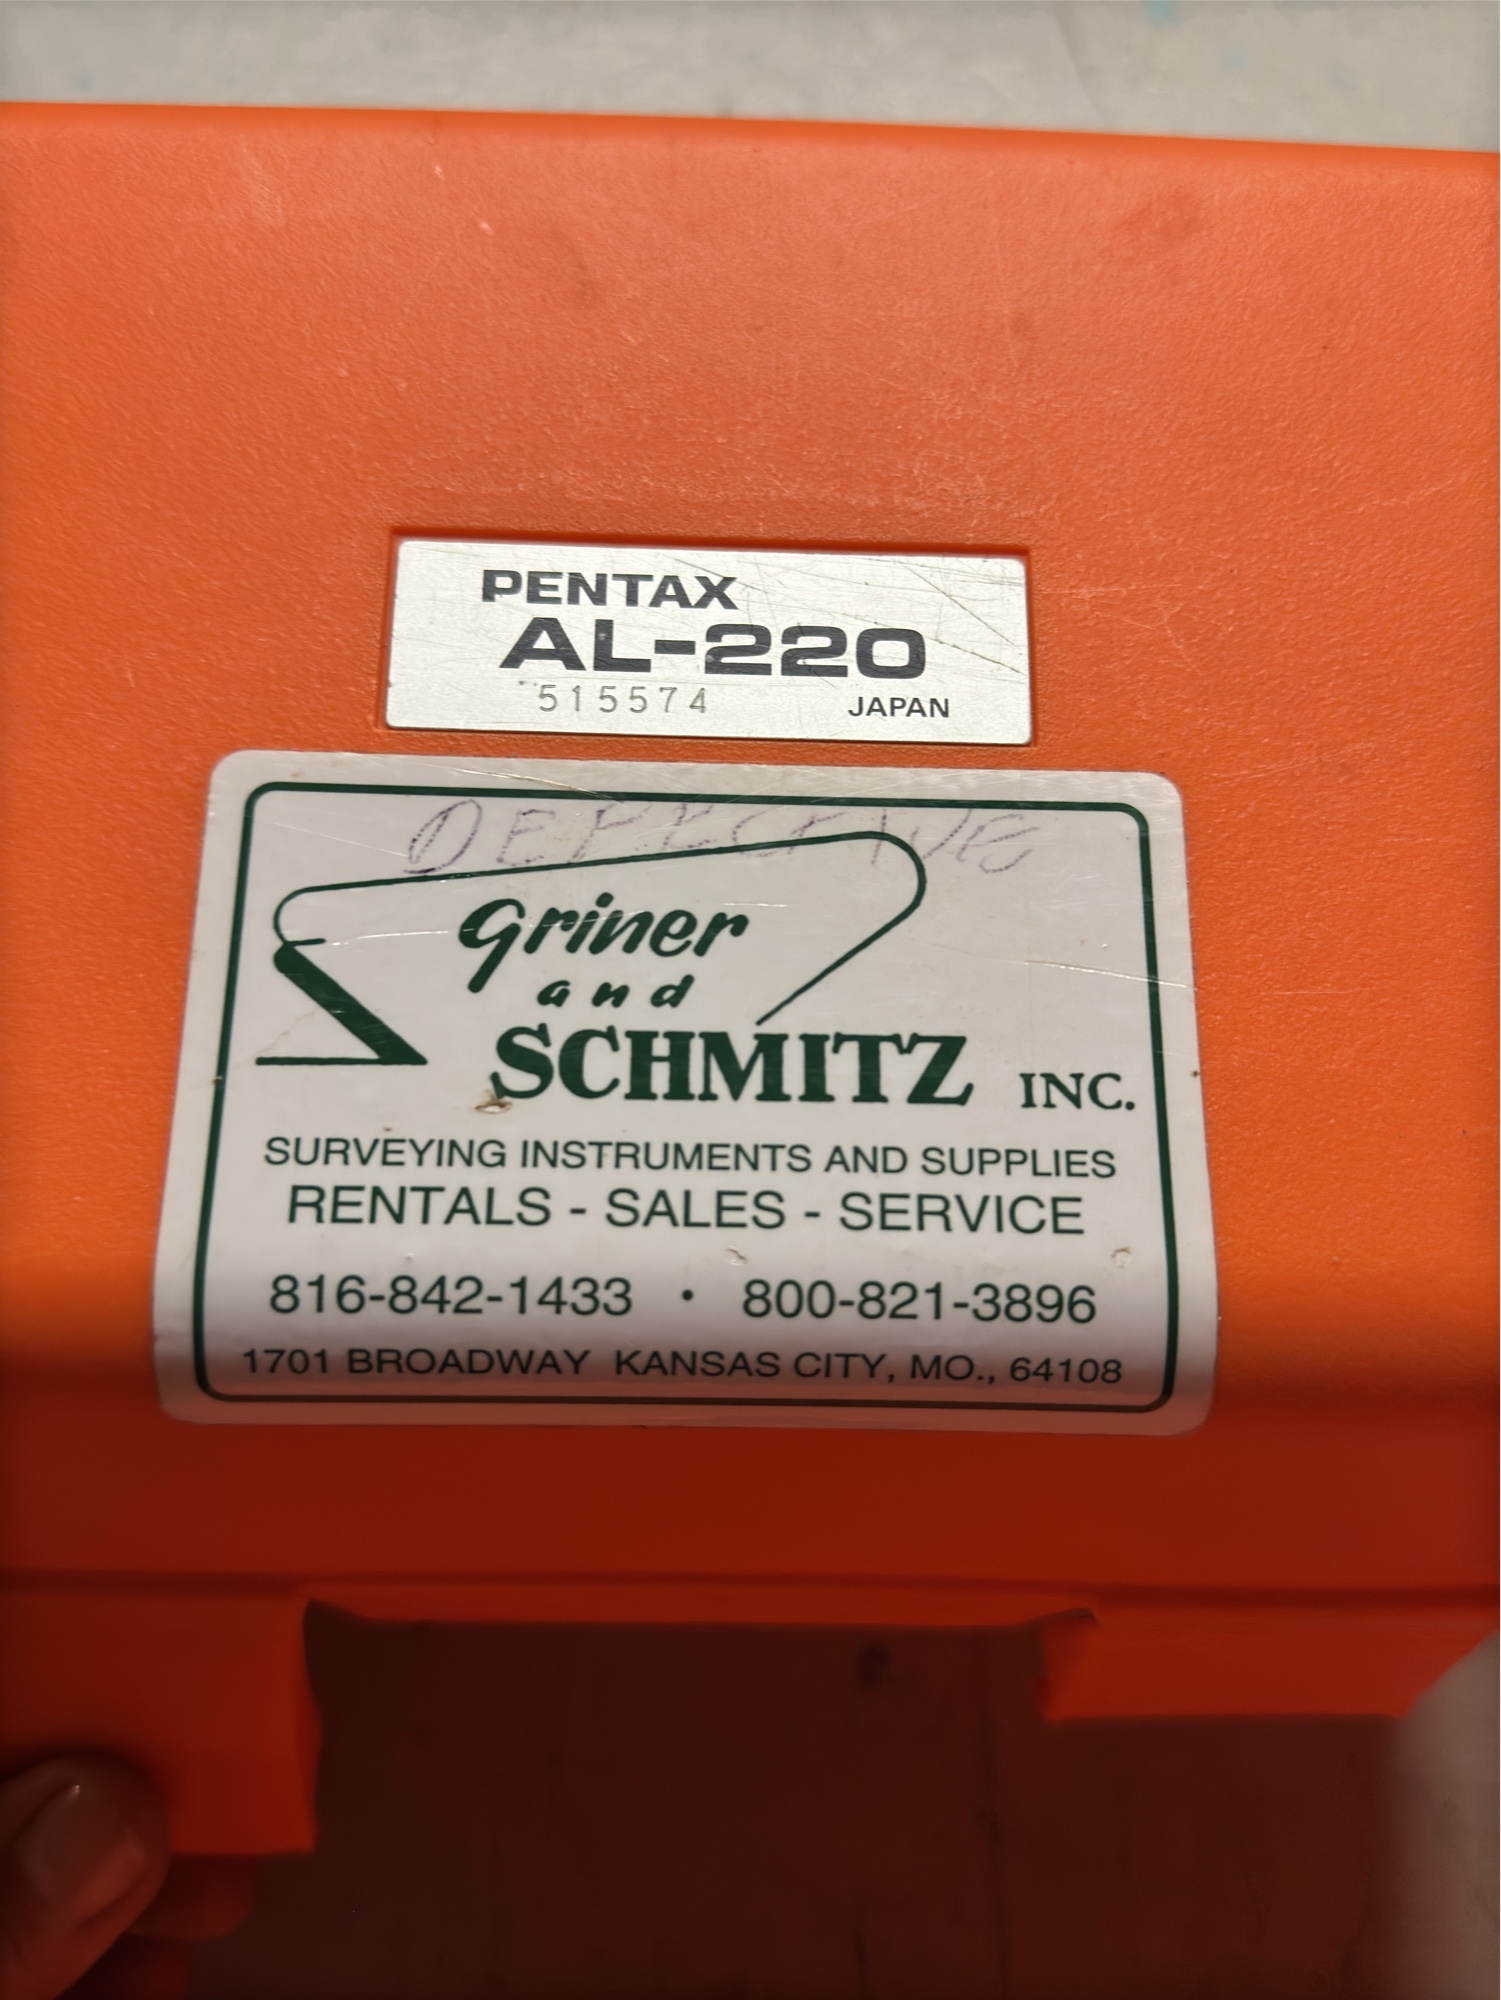 PENTAX
AL-220
515574 JAPAN
DEFECTIVE
Griner
and
SCHMITZ INC.
SURVEYING INSTRUMENTS AND SUPPLIES
RENTALS - SALES - SERVICE
816-842-1433 • 800-821-3896
1701 BROADWAY KANSAS CITY, MO., 64108